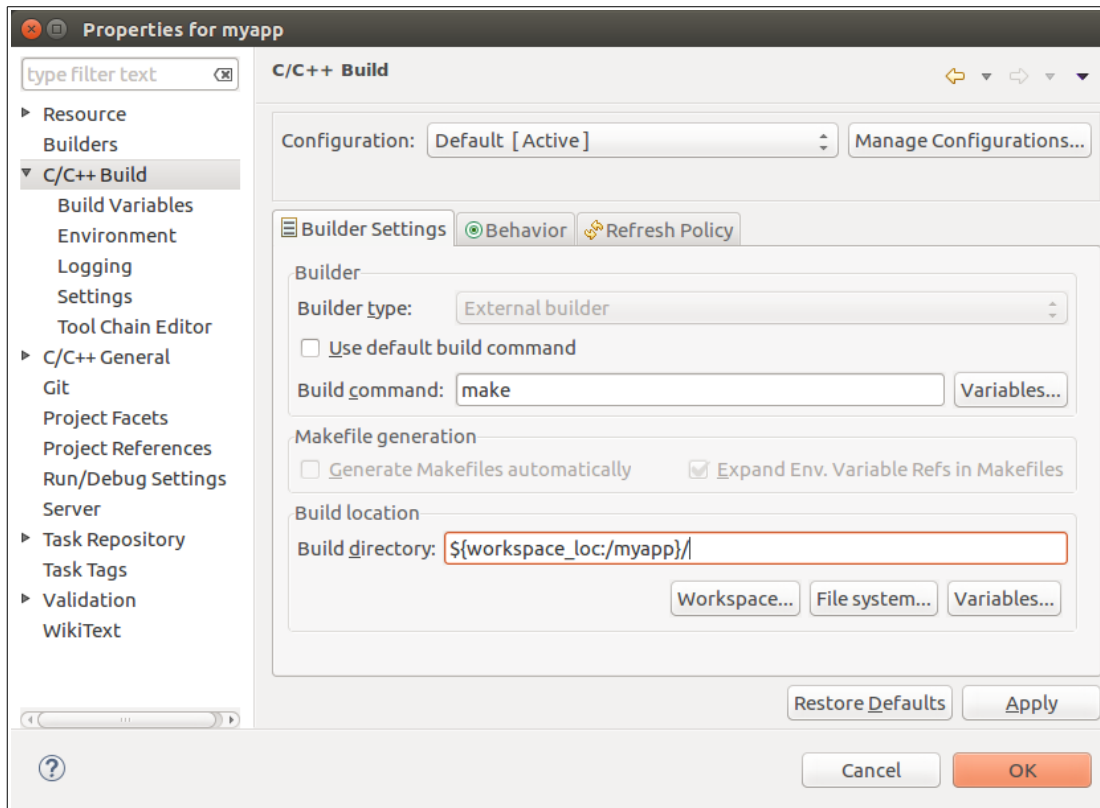 Properties for myapp
type filter text
Resource
Builders
C/C++ Build
Build Variables
Environment
Logging
Settings
Tool Chain Editor
C/C++ General
Git
Project Facets
Project References
Run/Debug Settings
Server
Task Repository
Task Tags
Validation
WikiText
C/C++ Build
Configuration: Default [Active] Manage Configurations...
Builder Settings Behavior Refresh Policy
Builder
Builder type: External builder
Use default build command
Build command: make Variables...
Makefile generation
Generate Makefiles automatically Expand Env. Variable Refs in Makefiles
Build location
Build directory: ${workspace_loc:/myapp}/
Workspace... File system... Variables...
Restore Defaults Apply
? Cancel OK